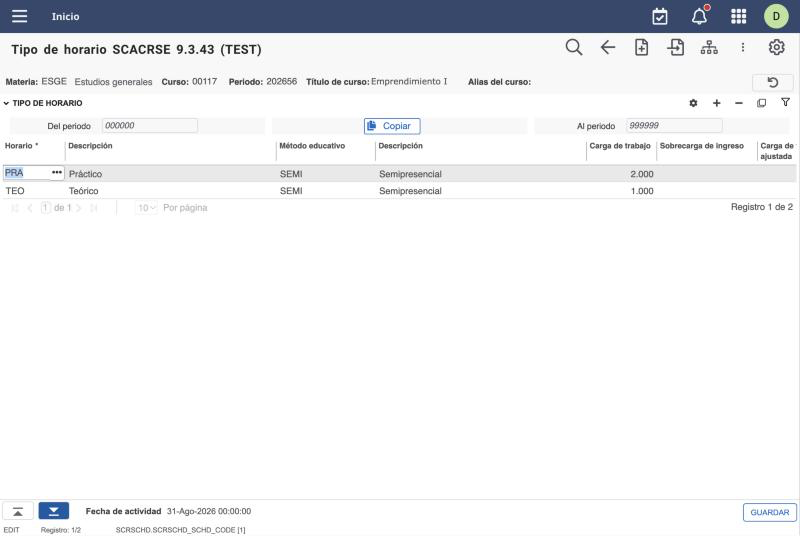 Inicio
D
Tipo de horario SCACRSE 9.3.43 (TEST)
Materia: ESGE Estudios generales Curso: 00117 Periodo: 202656 Título de curso: Emprendimiento I Alias del curso:
TIPO DE HORARIO
Del periodo 000000 Copiar Al periodo 999999
Horario * Descripción Método educativo Descripción Carga de trabajo Sobrecarga de ingreso Carga de ajustada
PRA ••• Práctico SEMI Semipresencial 2.000
TEO Teórico SEMI Semipresencial 1.000
1 de 1 10 Por página Registro 1 de 2
Fecha de actividad 31-Ago-2026 00:00:00 GUARDAR
EDIT Registro: 1/2 SCRSCHD.SCRSCHD_SCHD_CODE [1]